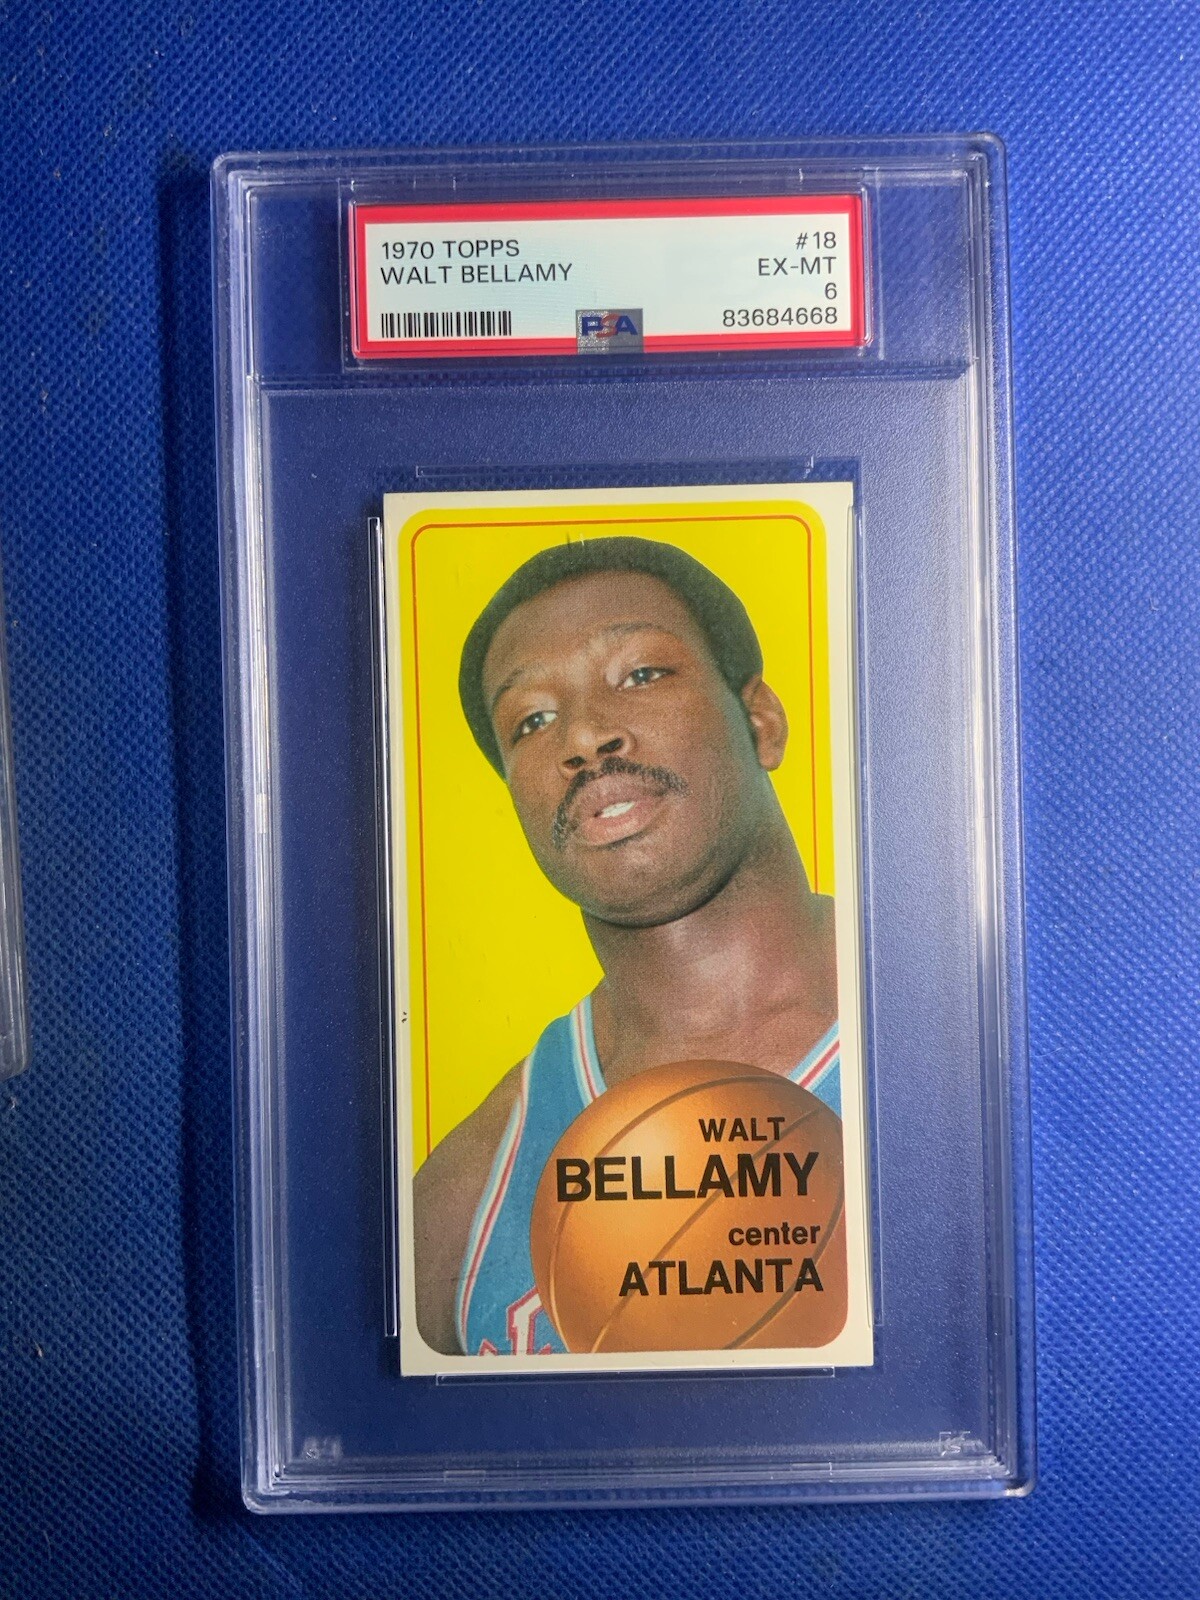 1970 TOPPS #18
WALT BELLAMY EX-MT
6
PSA 83684668
WALT
BELLAMY
center
ATLANTA